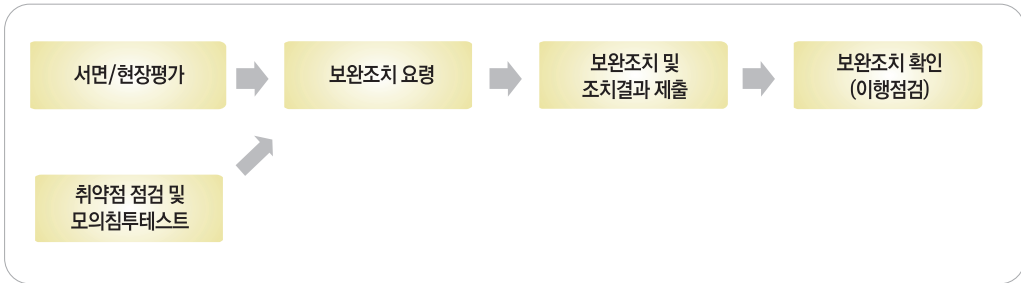 서면/현장평가
보완조치 요령
보완조치 및
조치결과 제출
보완조치 확인
(이행점검)
취약점 점검 및
모의침투테스트